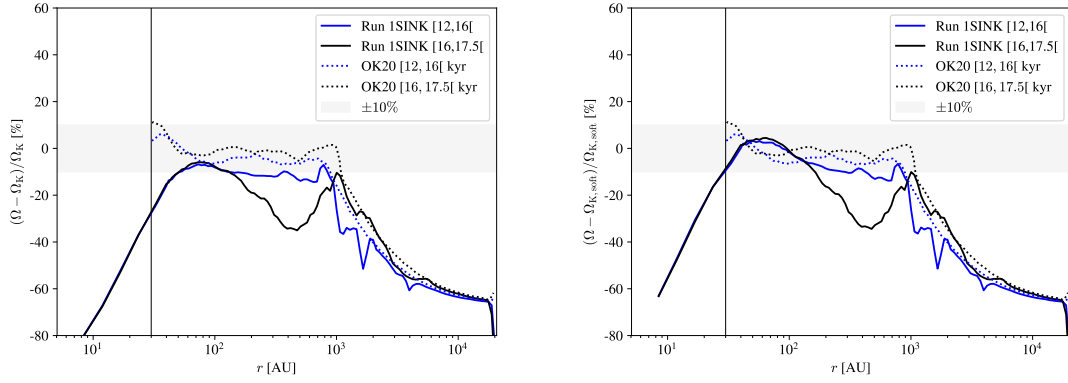 60
40
20
0
-20
-40
-60
-80
(Ω − Ω_K)/Ω_K [%]
10^1
10^2
10^3
10^4
r [AU]
Run 1SINK [12,16[
Run 1SINK [16,17.5[
OK20 [12, 16[ kyr
OK20 [16, 17.5[ kyr
±10%
60
40
20
0
-20
-40
-60
-80
(Ω − Ω_K,soft)/Ω_K,soft [%]
10^1
10^2
10^3
10^4
r [AU]
Run 1SINK [12,16[
Run 1SINK [16,17.5[
OK20 [12, 16[ kyr
OK20 [16, 17.5[ kyr
±10%